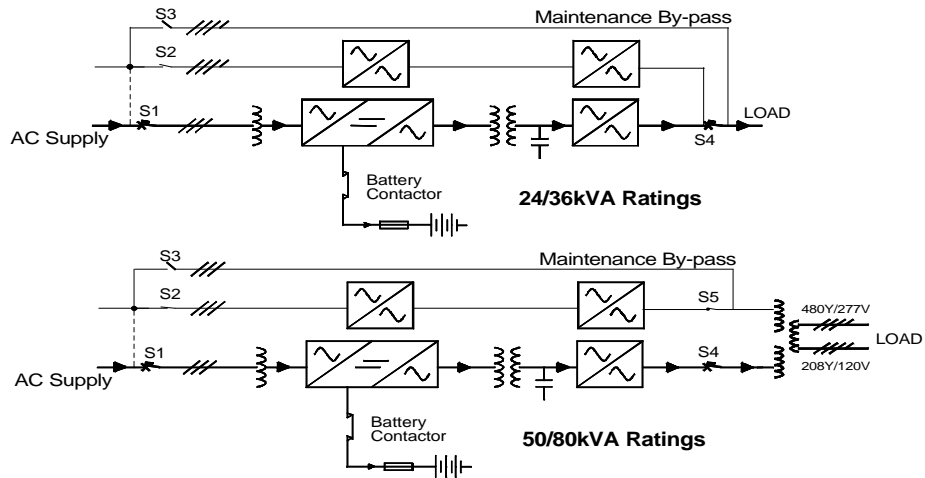 S3
Maintenance By-pass
S2
S1
LOAD
AC Supply
S4
Battery
Contactor
24/36kVA Ratings
S3
Maintenance By-pass
S2
S5
480Y/277V
LOAD
S1
S4
208Y/120V
AC Supply
Battery
Contactor
50/80kVA Ratings